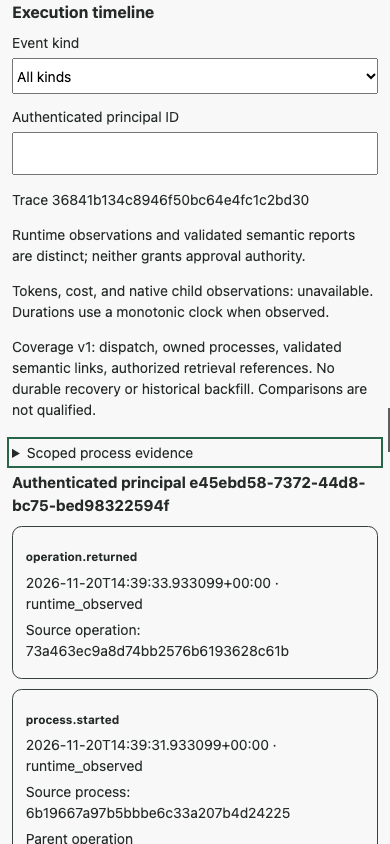 Execution timeline
Event kind
All kinds
Authenticated principal ID
Trace 36841b134c8946f50bc64e4fc1c2bd30
Runtime observations and validated semantic reports
are distinct; neither grants approval authority.
Tokens, cost, and native child observations: unavailable.
Durations use a monotonic clock when observed.
Coverage v1: dispatch, owned processes, validated
semantic links, authorized retrieval references. No
durable recovery or historical backfill. Comparisons are
not qualified.
Scoped process evidence
Authenticated principal e45ebd58-7372-44d8-
bc75-bed98322594f
operation.returned
2026-11-20T14:39:33.933099+00:00 ·
runtime_observed
Source operation:
73a463ec9a8d74bb2576b6193628c61b
process.started
2026-11-20T14:39:31.933099+00:00 ·
runtime_observed
Source process:
6b19667a97b5bbbe6c33a207b4d24225
Parent operation